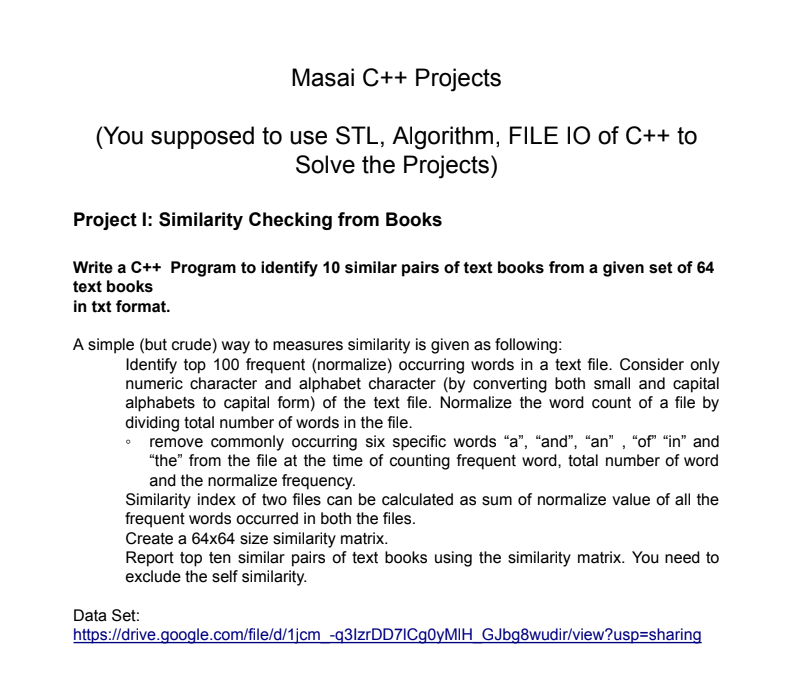 Masai C++ Projects
(You supposed to use STL, Algorithm, FILE IO of C++ to
Solve the Projects)
Project I: Similarity Checking from Books
Write a C++ Program to identify 10 similar pairs of text books from a given set of 64
text books
in txt format.
A simple (but crude) way to measures similarity is given as following:
Identify top 100 frequent (normalize) occurring words in a text file. Consider only
numeric character and alphabet character (by converting both small and capital
alphabets to capital form) of the text file. Normalize the word count of a file by
dividing total number of words in the file.
◦ remove commonly occurring six specific words “a”, “and”, “an” , “of” “in” and
“the” from the file at the time of counting frequent word, total number of word
and the normalize frequency.
Similarity index of two files can be calculated as sum of normalize value of all the
frequent words occurred in both the files.
Create a 64x64 size similarity matrix.
Report top ten similar pairs of text books using the similarity matrix. You need to
exclude the self similarity.
Data Set:
https://drive.google.com/file/d/1jcm_-q3IzrDD7lCg0yMlH_GJbg8wudir/view?usp=sharing